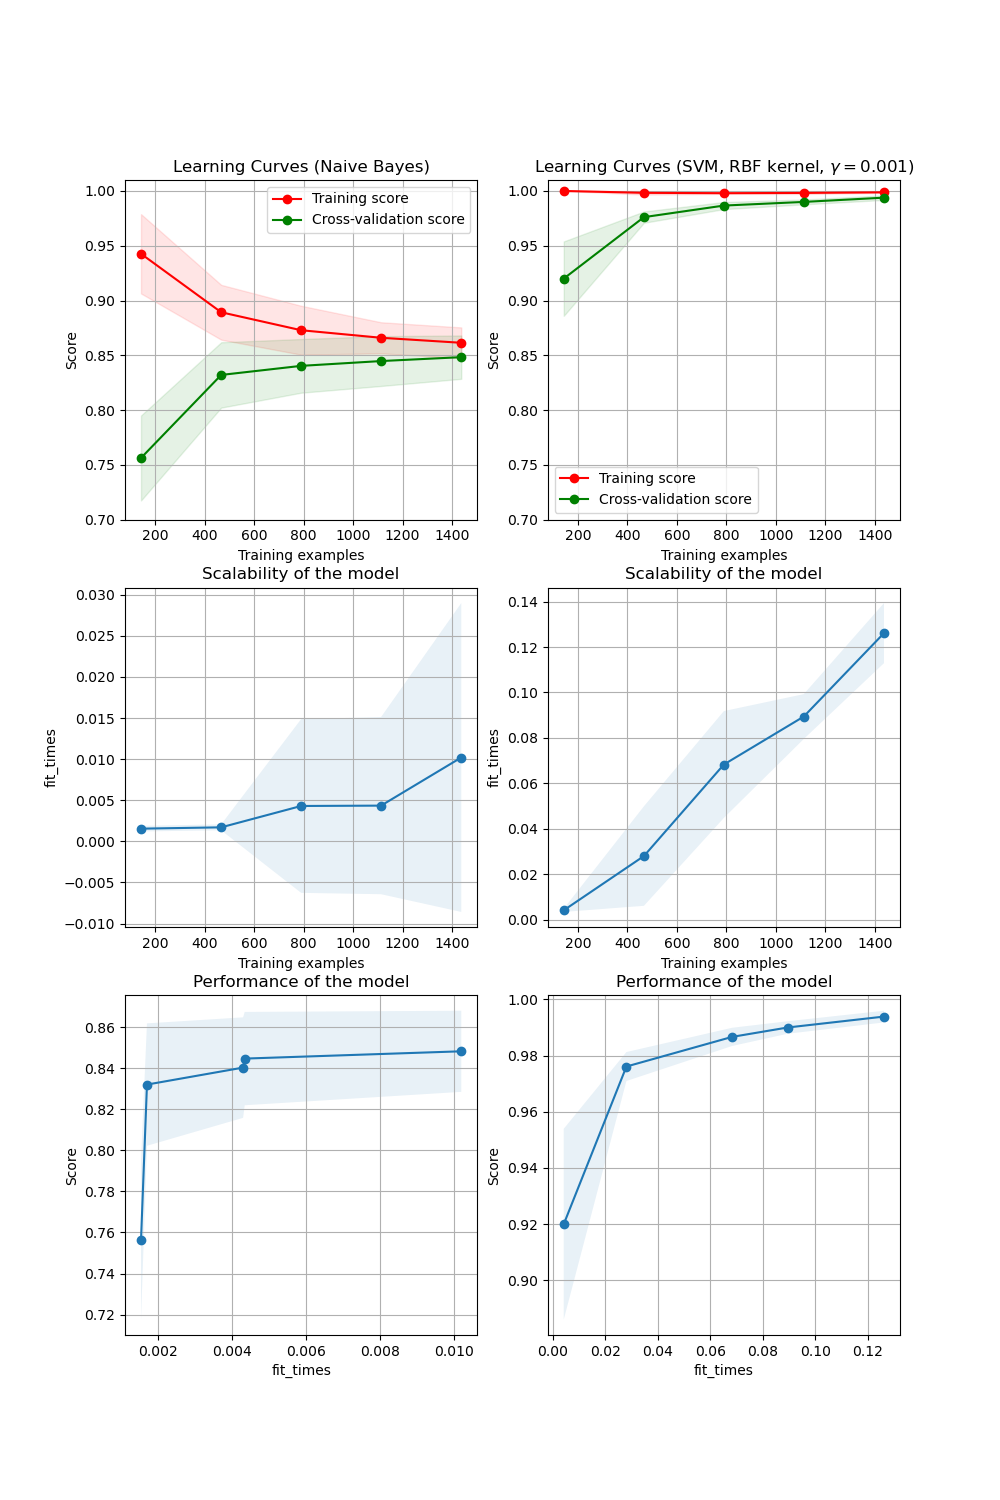 Learning Curves (Naive Bayes)
1.00
0.95
0.90
0.85
0.80
0.75
0.70
Score
Training score
Cross-validation score
200 400 600 800 1000 1200 1400
Training examples
Learning Curves (SVM, RBF kernel, γ = 0.001)
1.00
0.95
0.90
0.85
0.80
0.75
0.70
Score
Training score
Cross-validation score
200 400 600 800 1000 1200 1400
Training examples
Scalability of the model
0.030
0.025
0.020
0.015
0.010
0.005
0.000
−0.005
−0.010
fit_times
200 400 600 800 1000 1200 1400
Training examples
Scalability of the model
0.14
0.12
0.10
0.08
0.06
0.04
0.02
0.00
fit_times
200 400 600 800 1000 1200 1400
Training examples
Performance of the model
0.86
0.84
0.82
0.80
0.78
0.76
0.74
0.72
Score
0.002 0.004 0.006 0.008 0.010
fit_times
Performance of the model
1.00
0.98
0.96
0.94
0.92
0.90
Score
0.00 0.02 0.04 0.06 0.08 0.10 0.12
fit_times